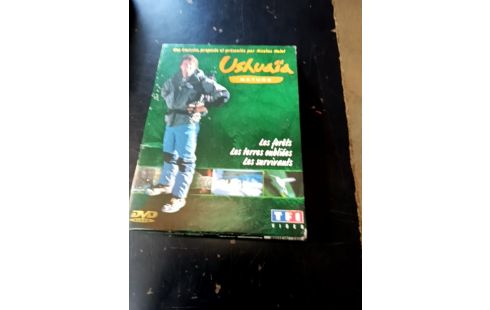 Une émission proposée et présentée par Nicolas Hulot
Ushuaïa
NATURE
Les forêts
Les terres oubliées
Les survivants
DVD
TF1
VIDEO